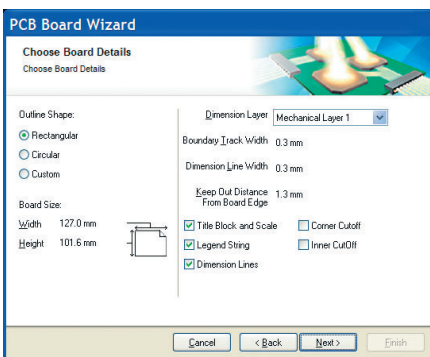 PCB Board Wizard
Choose Board Details
Choose Board Details
Outline Shape:
Rectangular
Circular
Custom
Board Size:
Width 127.0 mm
Height 101.6 mm
Dimension Layer Mechanical Layer 1
Boundary Track Width 0.3 mm
Dimension Line Width 0.3 mm
Keep Out Distance From Board Edge 1.3 mm
Title Block and Scale Corner Cutoff
Legend String Inner CutOff
Dimension Lines
Cancel < Back Next > Finish